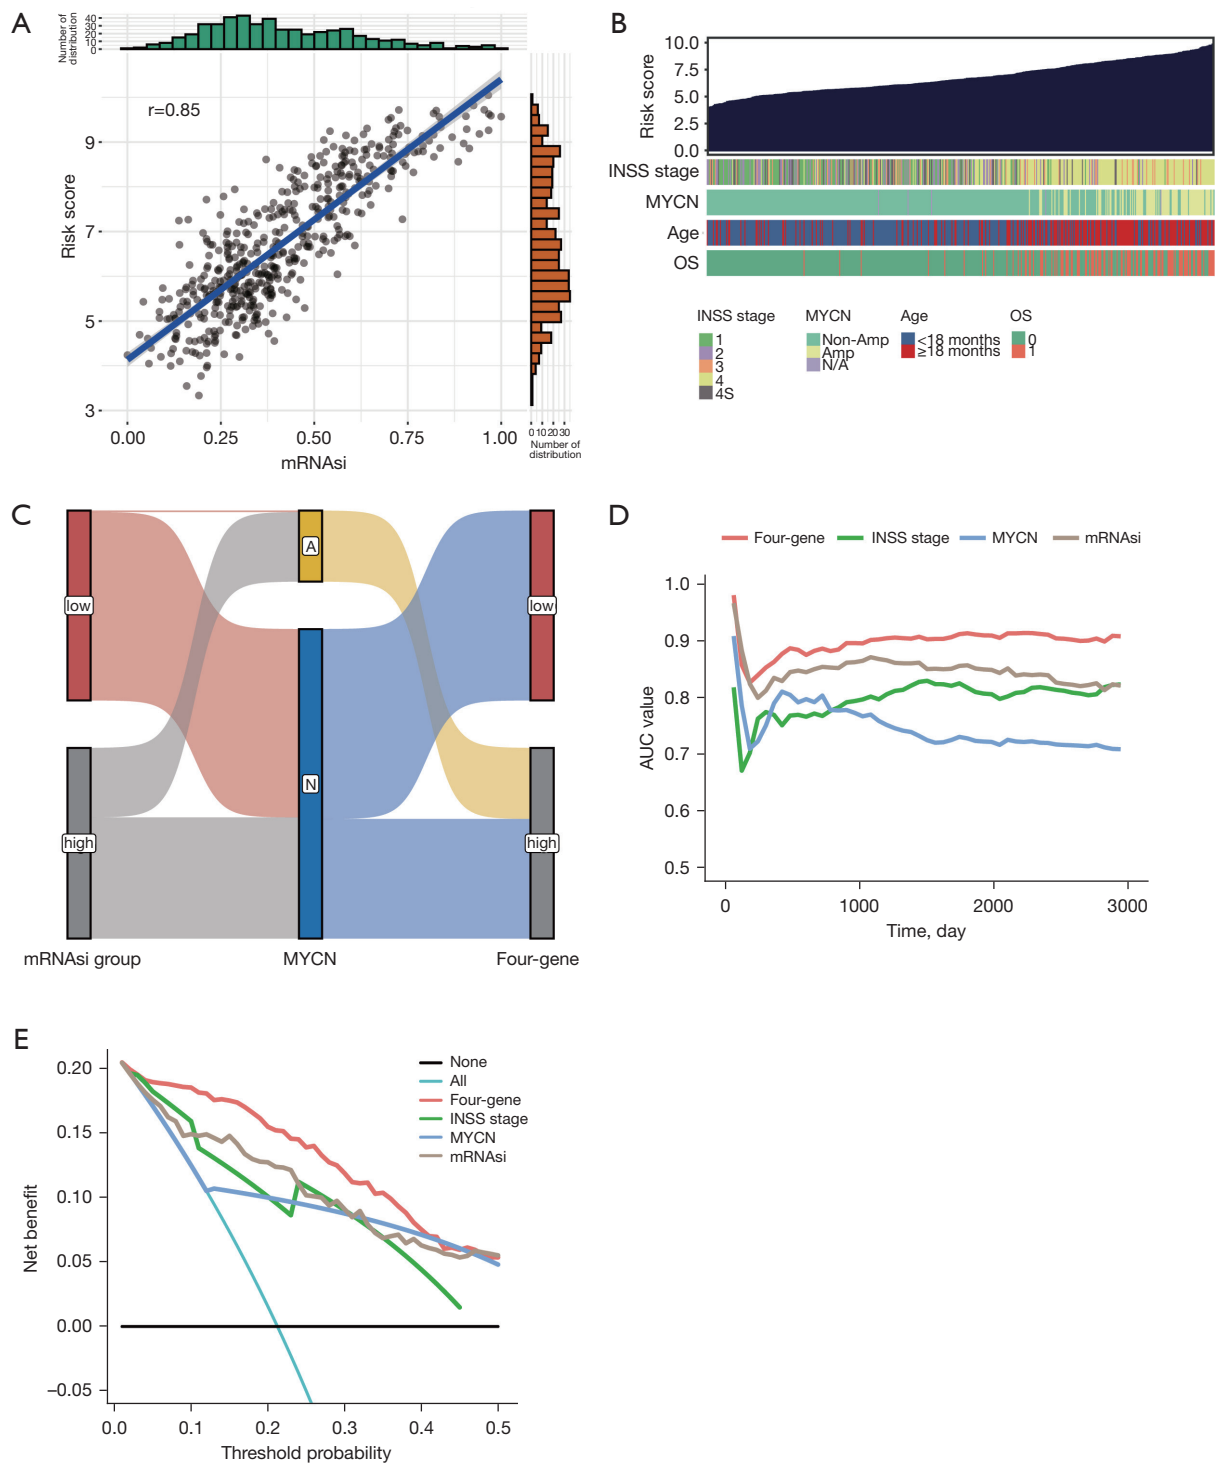 A
Number of
distribution
40
30
20
10
0
r=0.85
Risk score
9
7
5
3
0.00 0.25 0.50 0.75 1.00
mRNAsi
0 10 20 30
Number of
distribution
B
Risk score
10.0
7.5
5.0
2.5
0.0
INSS stage
MYCN
Age
OS
INSS stage
1
2
3
4
4S
MYCN
Non-Amp
Amp
N/A
Age
<18 months
≥18 months
OS
0
1
C
low
high
A
N
low
high
mRNAsi group MYCN Four-gene
D
Four-gene INSS stage MYCN mRNAsi
AUC value
1.0
0.9
0.8
0.7
0.6
0.5
0 1000 2000 3000
Time, day
E
Net benefit
0.20
0.15
0.10
0.05
0.00
−0.05
None
All
Four-gene
INSS stage
MYCN
mRNAsi
0.0 0.1 0.2 0.3 0.4 0.5
Threshold probability